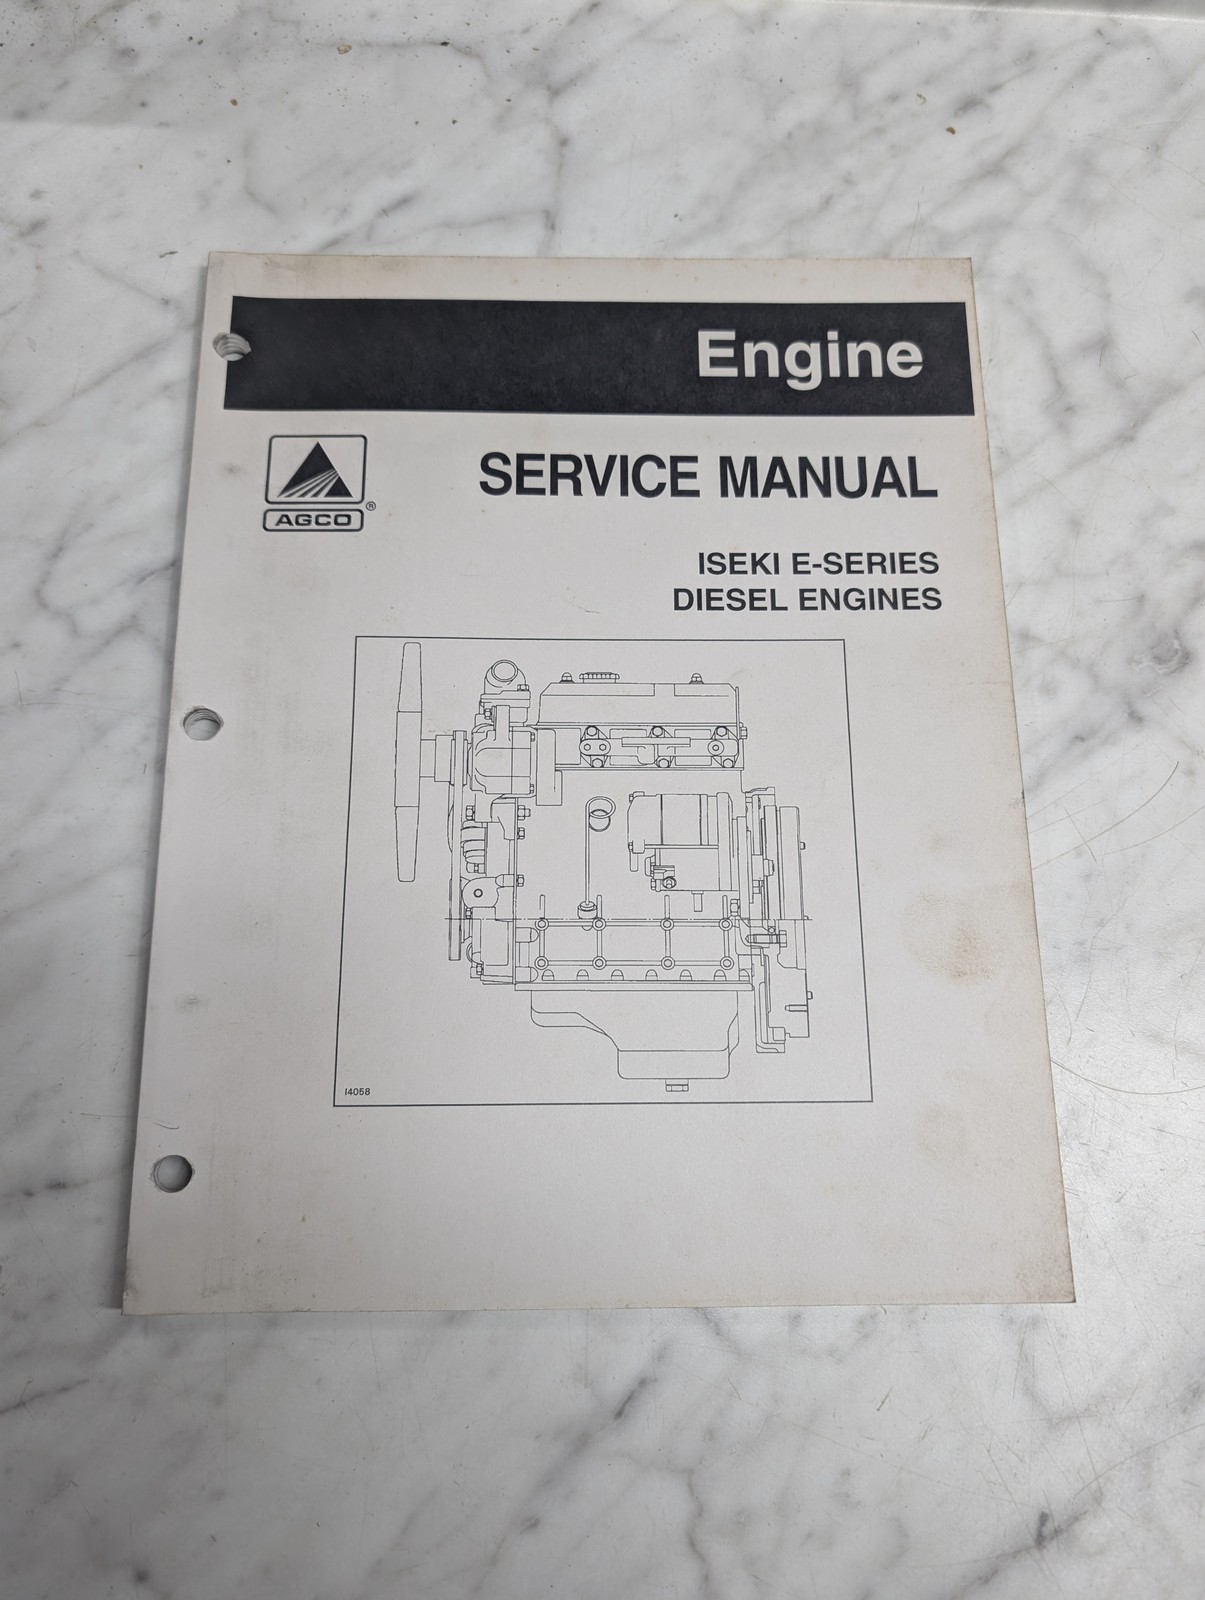 Engine
AGCO®
SERVICE MANUAL
ISEKI E-SERIES
DIESEL ENGINES
I4058